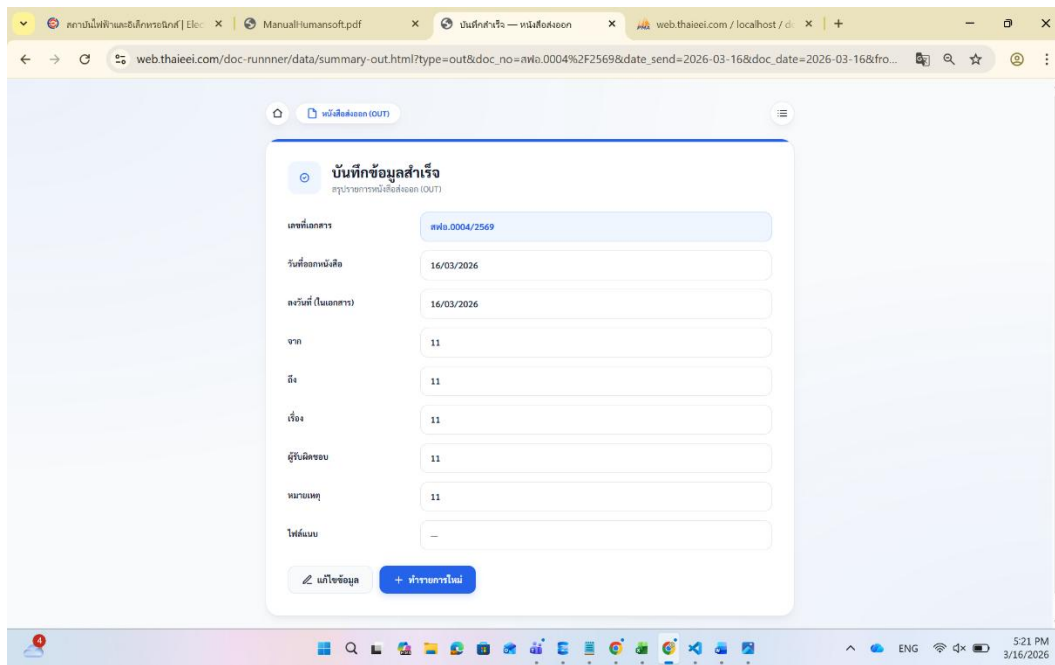 สถาบันไฟฟ้าและอิเล็กทรอนิกส์ | Elec
ManualHumansoft.pdf
บันทึกสำเร็จ — หนังสือส่งออก
web.thaieei.com / localhost / d
web.thaieei.com/doc-runnner/data/summary-out.html?type=out&doc_no=สฟอ.0004%2F2569&date_send=2026-03-16&doc_date=2026-03-16&fro...
หนังสือส่งออก (OUT)
บันทึกข้อมูลสำเร็จ
สรุปรายการหนังสือส่งออก (OUT)
เลขที่เอกสาร สฟอ.0004/2569
วันที่ออกหนังสือ 16/03/2026
ลงวันที่ (ในเอกสาร) 16/03/2026
จาก 11
ถึง 11
เรื่อง 11
ผู้รับผิดชอบ 11
หมายเหตุ 11
ไฟล์แนบ —
แก้ไขข้อมูล + ทำรายการใหม่
4
ENG
5:21 PM
3/16/2026